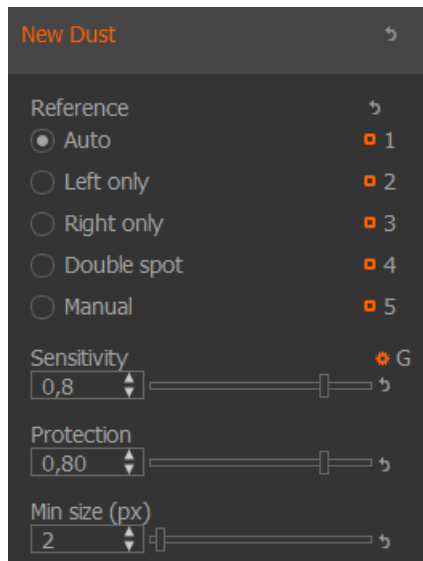 New Dust
Reference
Auto 1
Left only 2
Right only 3
Double spot 4
Manual 5
Sensitivity G
0,8
Protection
0,80
Min size (px)
2